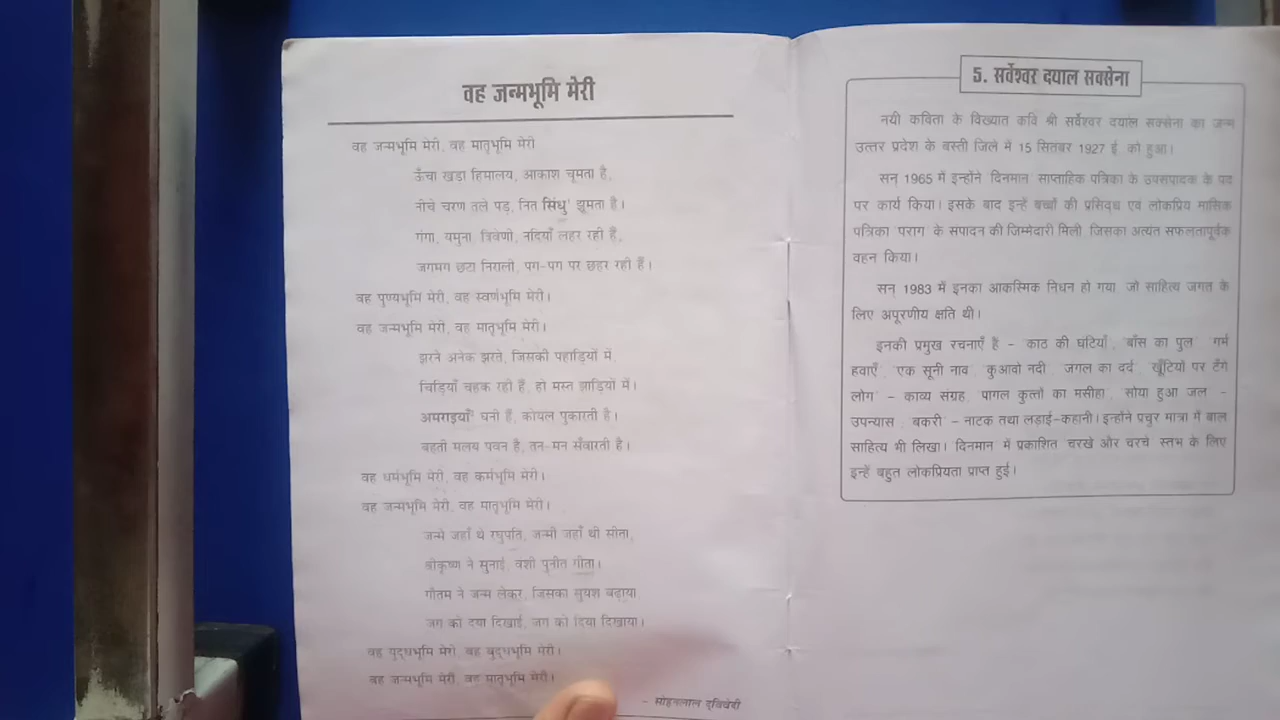 वह जन्मभूमि मेरी
वह जन्मभूमि मेरी, वह मातृभूमि मेरी
ऊँचा खड़ा हिमालय, आकाश चूमता है,
नीचे चरण तले पड़, नित सिंधु' झूमता है।
गंगा, यमुना त्रिवेणी, नदियाँ लहर रही हैं,
जगमग छटा निराली, पग-पग पर छहर रही हैं।
वह पुण्यभूमि मेरी, वह स्वर्णभूमि मेरी।
वह जन्मभूमि मेरी, वह मातृभूमि मेरी।
झरने अनेक झरते, जिसकी पहाड़ियों में,
चिड़ियाँ चहक रही हैं, हो मस्त झाड़ियों में।
अमराइयाँ घनी हैं, कोयल पुकारती है।
बहती मलय पवन है, तन-मन सँवारती है।
वह धर्मभूमि मेरी, वह कर्मभूमि मेरी।
वह जन्मभूमि मेरी, वह मातृभूमि मेरी।
जन्मे जहाँ थे रघुपति, जन्मी जहाँ थी सीता,
श्रीकृष्ण ने सुनाई, वंशी पुनीत गीता।
गौतम ने जन्म लेकर, जिसका सुयश बढ़ाया
जग को दया दिखाई, जग को दिया दिखाया।
वह युद्धभूमि मेरी, वह बुद्धभूमि मेरी।
वह जन्मभूमि मेरी, वह मातृभूमि मेरी।
- सोहनलाल द्विवेदी
5. सर्वेश्वर दयाल सक्सेना
नयी कविता के विख्यात कवि श्री सर्वेश्वर दयाल सक्सेना का जन्म
उत्तर प्रदेश के बस्ती जिले में 15 सितंबर 1927 ई. को हुआ।
सन् 1965 में इन्होंने 'दिनमान' साप्ताहिक पत्रिका के उपसंपादक के पद
पर कार्य किया। इसके बाद इन्हें बच्चों की प्रसिद्ध एवं लोकप्रिय मासिक
पत्रिका 'पराग' के संपादन की जिम्मेदारी मिली जिसका अत्यंत सफलतापूर्वक
वहन किया।
सन् 1983 में इनका आकस्मिक निधन हो गया जो साहित्य जगत के
लिए अपूरणीय क्षति थी।
इनकी प्रमुख रचनाएँ हैं - 'काठ की घंटियाँ', 'बाँस का पुल', 'गर्म
हवाएँ', 'एक सूनी नाव', 'कुआनो नदी', 'जंगल का दर्द', 'खूँटियों पर टँगे
लोग' - काव्य संग्रह, 'पागल कुत्तों का मसीहा', 'सोया हुआ जल' -
उपन्यास ; 'बकरी' - नाटक तथा लड़ाई-कहानी। इन्होंने प्रचुर मात्रा में बाल
साहित्य भी लिखा। दिनमान में प्रकाशित 'चरखे और चरचे' स्तंभ के लिए
इन्हें बहुत लोकप्रियता प्राप्त हुई।